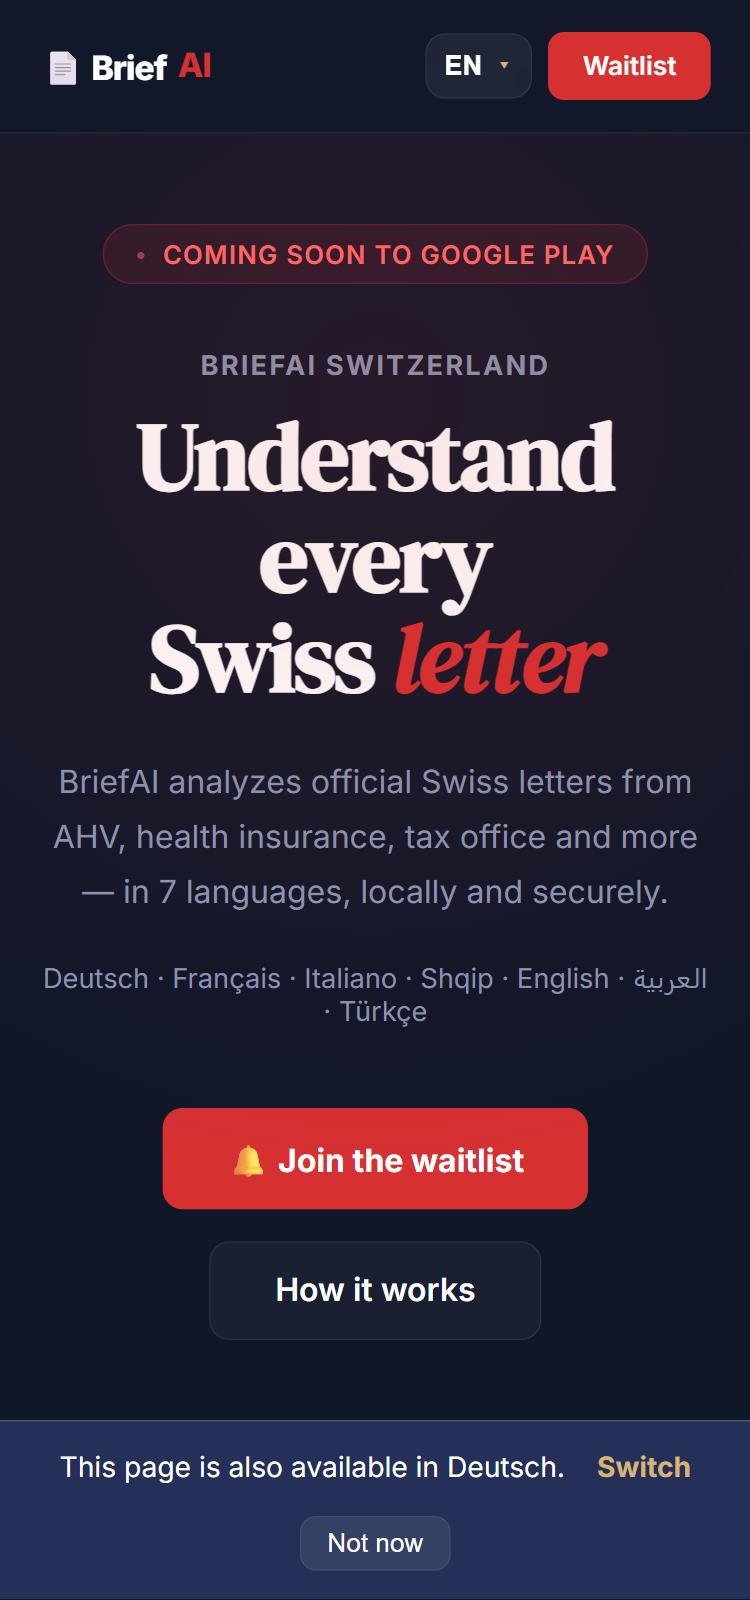 Brief AI
EN
Waitlist
• COMING SOON TO GOOGLE PLAY
BRIEFAI SWITZERLAND
Understand
every
Swiss letter
BriefAI analyzes official Swiss letters from
AHV, health insurance, tax office and more
— in 7 languages, locally and securely.
Deutsch · Français · Italiano · Shqip · English · العربية
· Türkçe
🔔 Join the waitlist
How it works
This page is also available in Deutsch. Switch
Not now